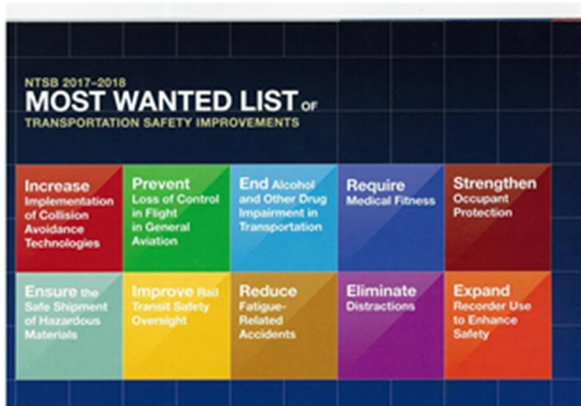 NTSB 2017-2018
MOST WANTED LIST OF
TRANSPORTATION SAFETY IMPROVEMENTS
Increase
Implementation
of Collision
Avoidance
Technologies
Prevent
Loss of Control
in Flight
in General
Aviation
End Alcohol
and Other Drug
Impairment in
Transportation
Require
Medical Fitness
Strengthen
Occupant
Protection
Ensure the
Safe Shipment
of Hazardous
Materials
Improve Rail
Transit Safety
Oversight
Reduce
Fatigue-
Related
Accidents
Eliminate
Distractions
Expand
Recorder Use
to Enhance
Safety